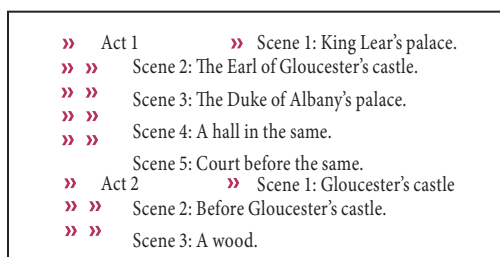 » Act 1 » Scene 1: King Lear's palace.
» » Scene 2: The Earl of Gloucester's castle.
» » Scene 3: The Duke of Albany's palace.
» » Scene 4: A hall in the same.
» » Scene 5: Court before the same.
» Act 2 » Scene 1: Gloucester's castle
» » Scene 2: Before Gloucester's castle.
» » Scene 3: A wood.